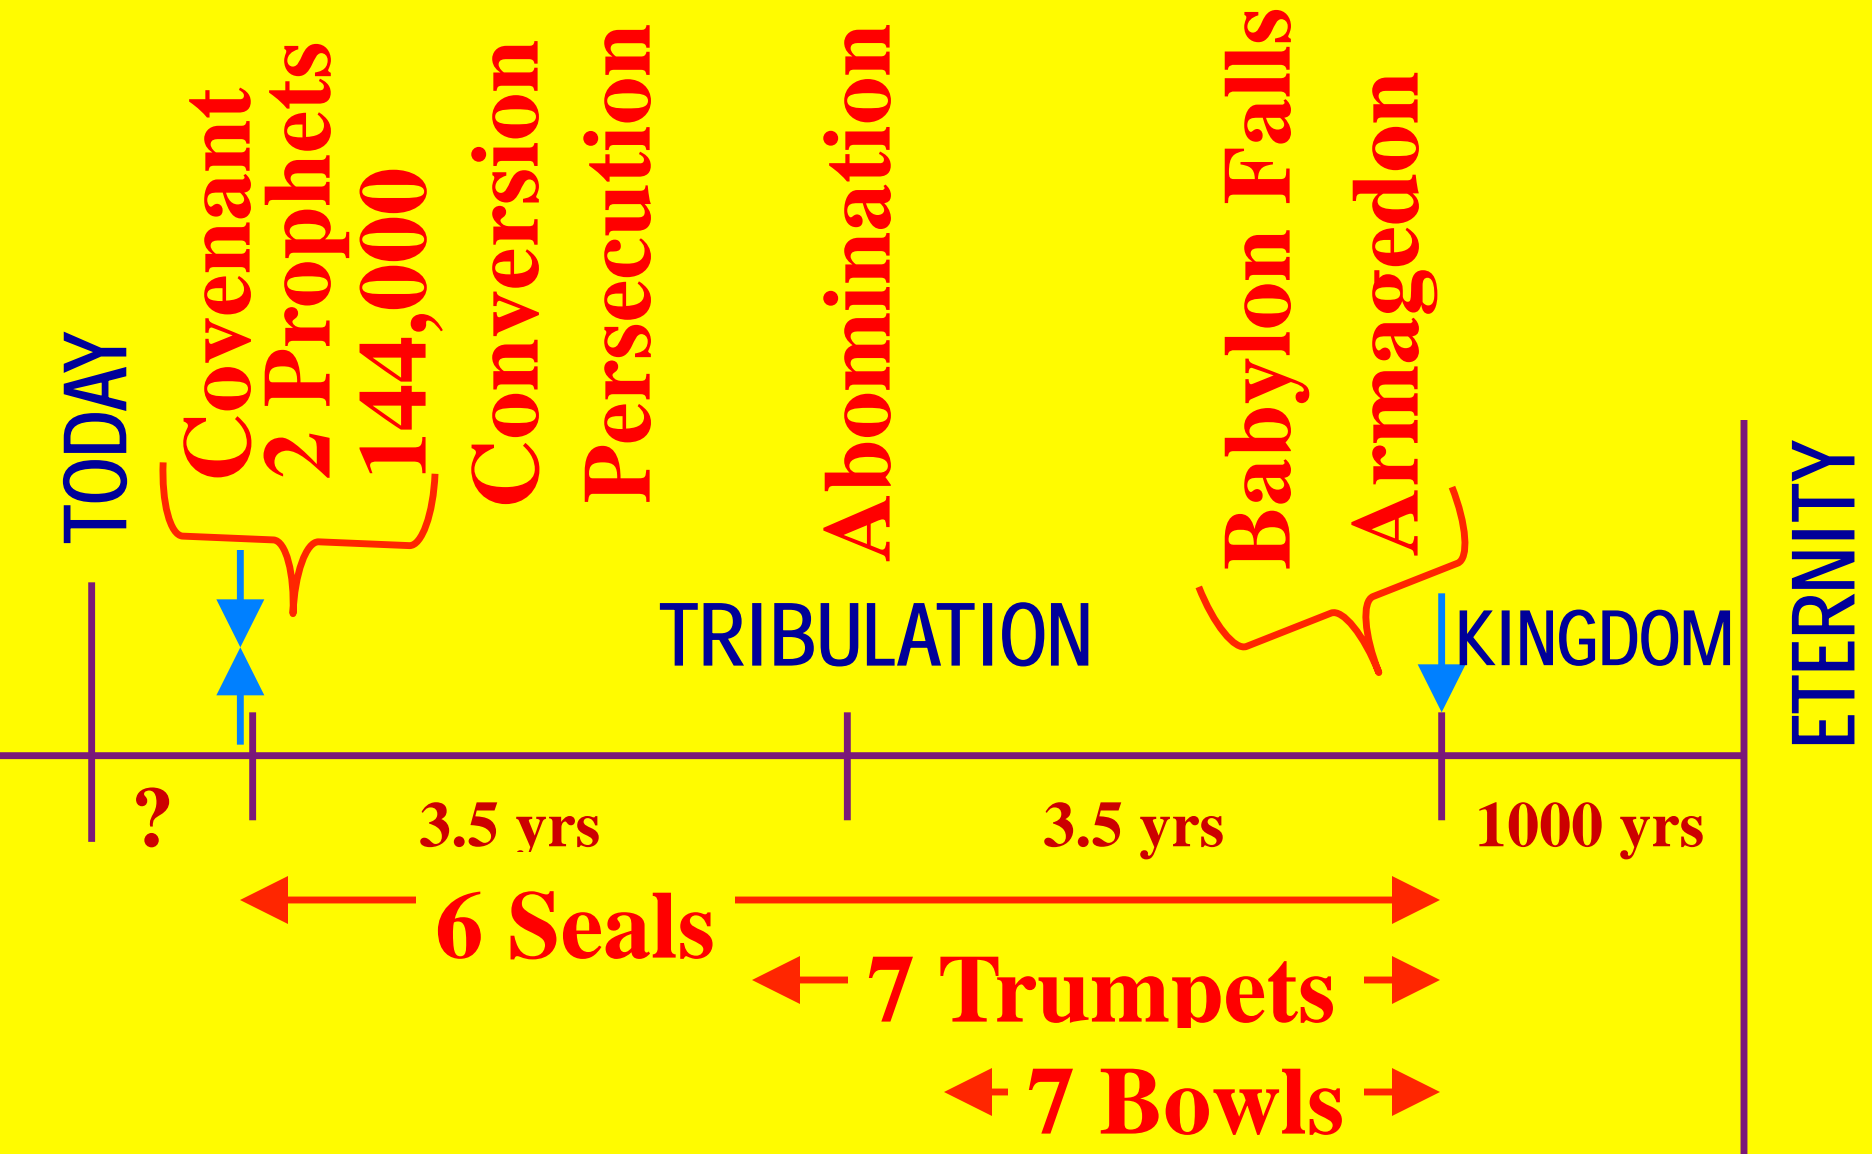 TODAY
Covenant
2 Prophets
144,000
Conversion
Persecution
Abomination
Babylon Falls
Armagedon
TRIBULATION
KINGDOM
ETERNITY
?
3.5 yrs
3.5 yrs
1000 yrs
6 Seals
7 Trumpets
7 Bowls